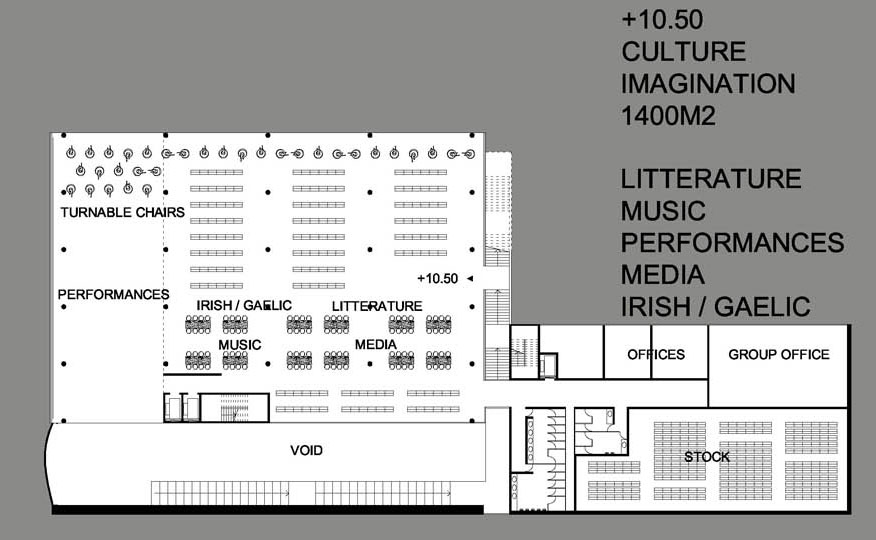 +10.50
CULTURE
IMAGINATION
1400M2
LITTERATURE
MUSIC
PERFORMANCES
MEDIA
IRISH / GAELIC
TURNABLE CHAIRS
+10.50
PERFORMANCES
IRISH / GAELIC
LITTERATURE
MUSIC
MEDIA
OFFICES
GROUP OFFICE
VOID
STOCK